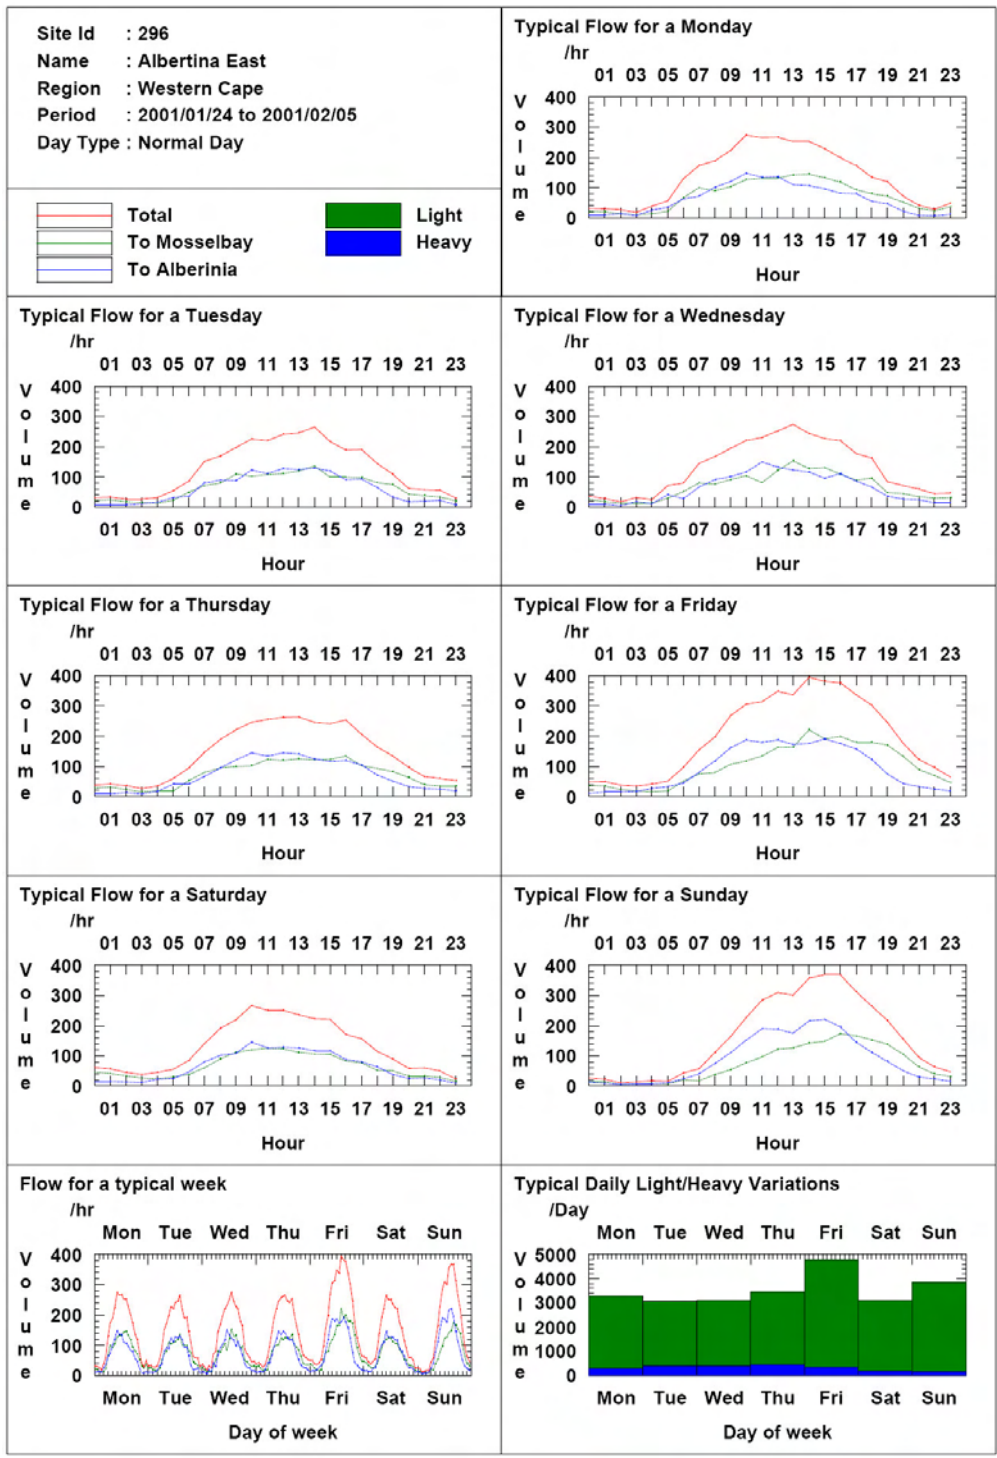 Site Id : 296
Name : Albertina East
Region : Western Cape
Period : 2001/01/24 to 2001/02/05
Day Type : Normal Day
Total
To Mosselbay
To Alberinia
Light
Heavy
Typical Flow for a Monday
/hr
01 03 05 07 09 11 13 15 17 19 21 23
Volume
400
300
200
100
0
01 03 05 07 09 11 13 15 17 19 21 23
Hour
Typical Flow for a Tuesday
/hr
01 03 05 07 09 11 13 15 17 19 21 23
Volume
400
300
200
100
0
01 03 05 07 09 11 13 15 17 19 21 23
Hour
Typical Flow for a Wednesday
/hr
01 03 05 07 09 11 13 15 17 19 21 23
Volume
400
300
200
100
0
01 03 05 07 09 11 13 15 17 19 21 23
Hour
Typical Flow for a Thursday
/hr
01 03 05 07 09 11 13 15 17 19 21 23
Volume
400
300
200
100
0
01 03 05 07 09 11 13 15 17 19 21 23
Hour
Typical Flow for a Friday
/hr
01 03 05 07 09 11 13 15 17 19 21 23
Volume
400
300
200
100
0
01 03 05 07 09 11 13 15 17 19 21 23
Hour
Typical Flow for a Saturday
/hr
01 03 05 07 09 11 13 15 17 19 21 23
Volume
400
300
200
100
0
01 03 05 07 09 11 13 15 17 19 21 23
Hour
Typical Flow for a Sunday
/hr
01 03 05 07 09 11 13 15 17 19 21 23
Volume
400
300
200
100
0
01 03 05 07 09 11 13 15 17 19 21 23
Hour
Flow for a typical week
/hr
Mon Tue Wed Thu Fri Sat Sun
Volume
400
300
200
100
0
Mon Tue Wed Thu Fri Sat Sun
Day of week
Typical Daily Light/Heavy Variations
/Day
Mon Tue Wed Thu Fri Sat Sun
Volume
5000
4000
3000
2000
1000
0
Mon Tue Wed Thu Fri Sat Sun
Day of week